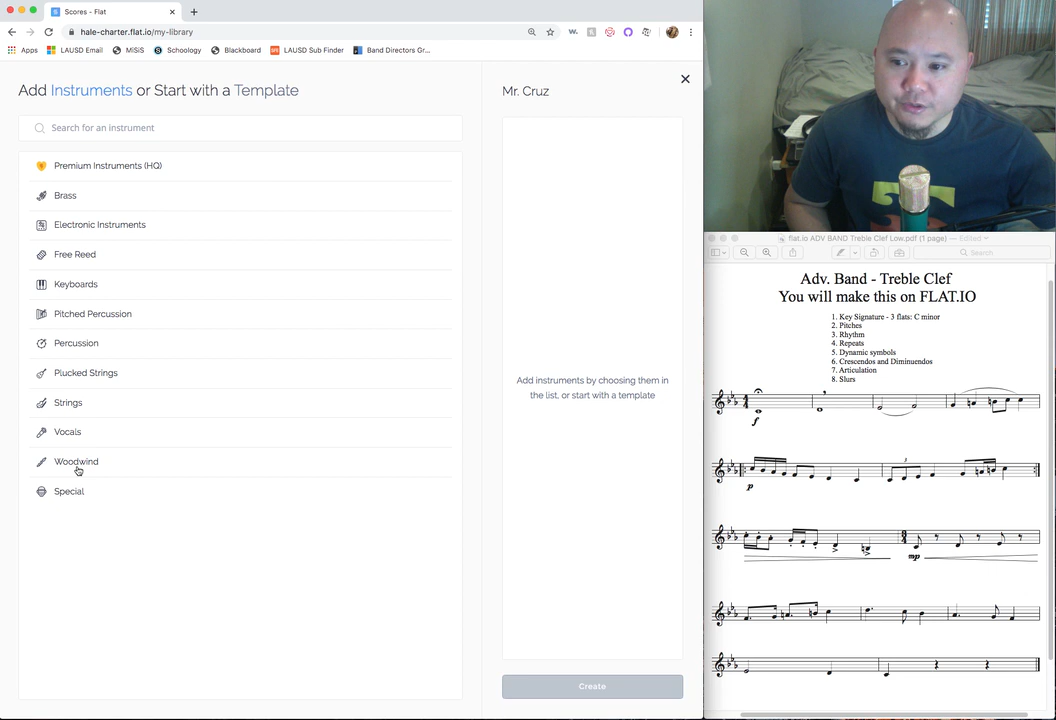 Scores - Flat
hale-charter.flat.io/my-library
Apps LAUSD Email MiSiS Schoology Blackboard LAUSD Sub Finder Band Directors Gr...
Add Instruments or Start with a Template
Search for an instrument
Premium Instruments (HQ)
Brass
Electronic Instruments
Free Reed
Keyboards
Pitched Percussion
Percussion
Plucked Strings
Strings
Vocals
Woodwind
Special
Mr. Cruz
Add instruments by choosing them in
the list, or start with a template
Create
flat.io ADV BAND Treble Clef Low.pdf (1 page) — Edited
Search
Adv. Band - Treble Clef
You will make this on FLAT.IO
1. Key Signature - 3 flats: C minor
2. Pitches
3. Rhythm
4. Repeats
5. Dynamic symbols
6. Crescendos and Diminuendos
7. Articulation
8. Slurs
f
3
p
mp